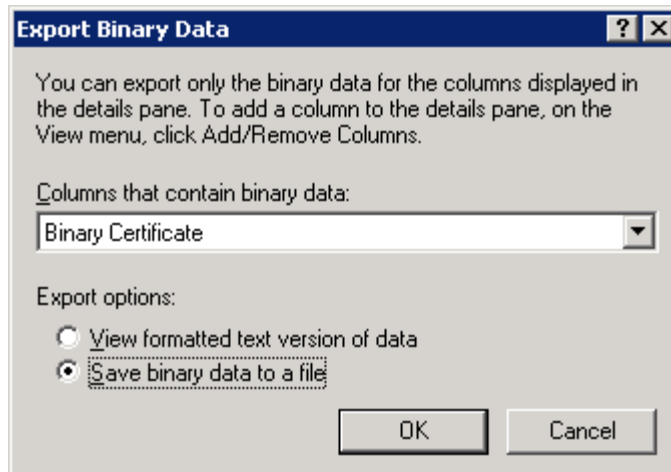 Export Binary Data
You can export only the binary data for the columns displayed in
the details pane. To add a column to the details pane, on the
View menu, click Add/Remove Columns.
Columns that contain binary data:
Binary Certificate
Export options:
View formatted text version of data
Save binary data to a file
OK Cancel